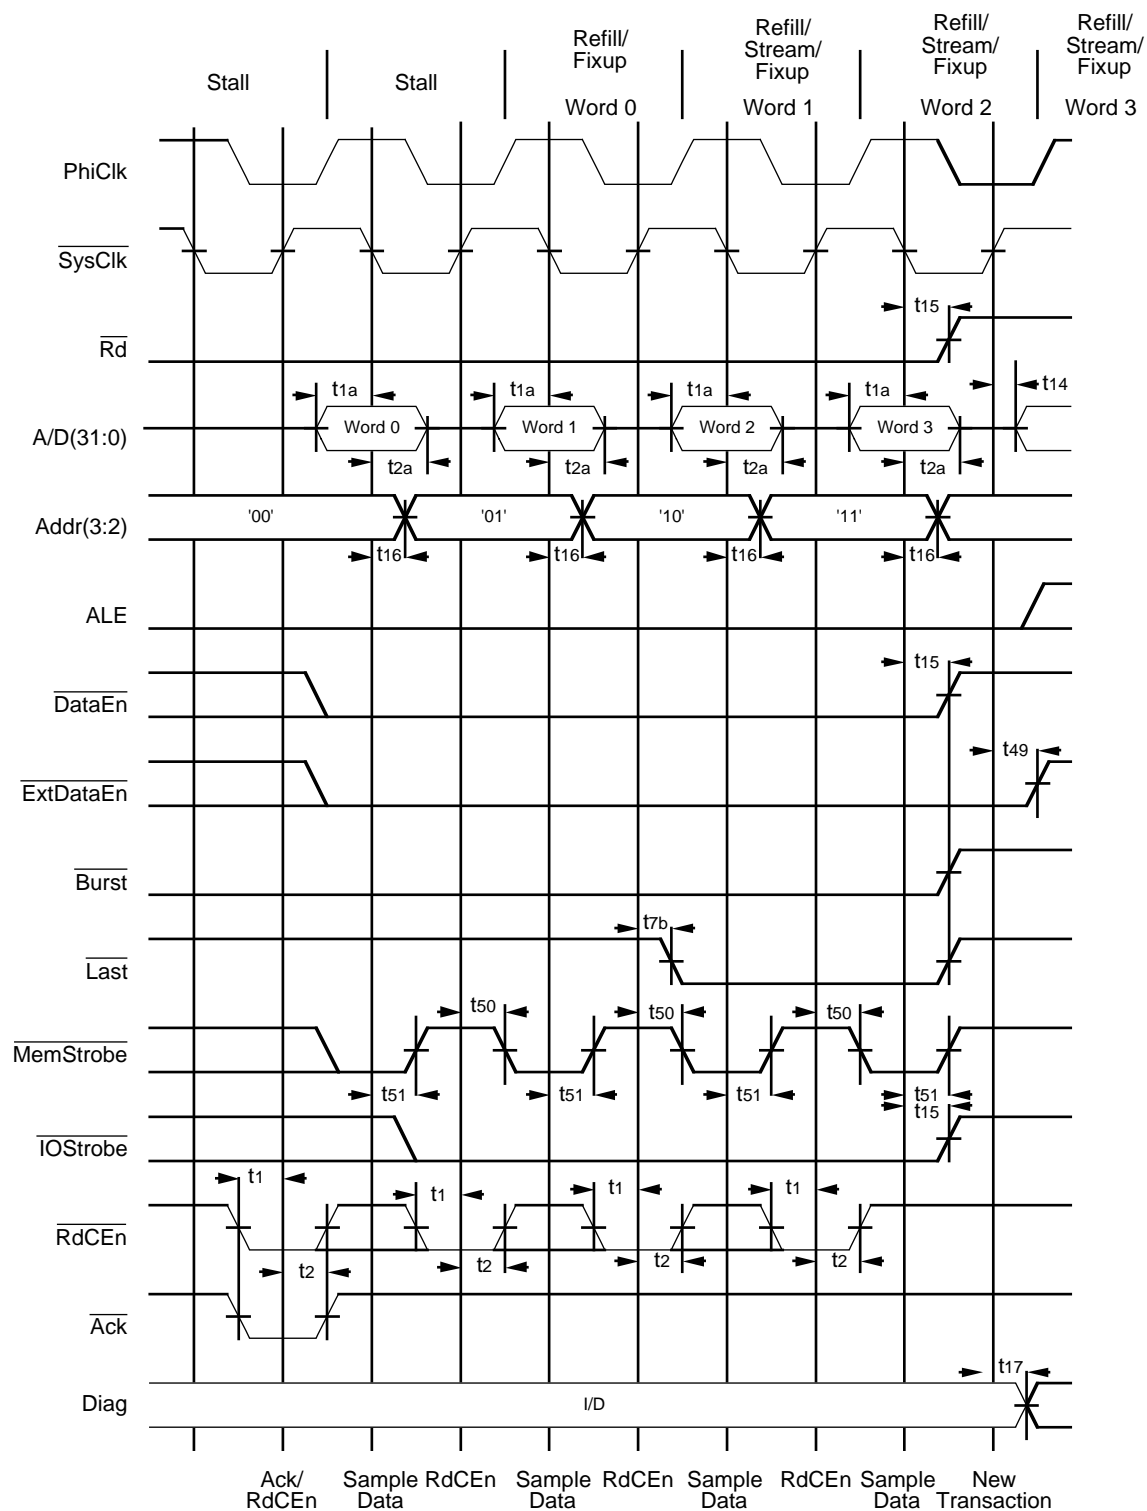 Refill/
Fixup
Refill/
Stream/
Fixup
Refill/
Stream/
Fixup
Refill/
Stream/
Fixup
Stall
Stall
Word 0
Word 1
Word 2
Word 3
PhiClk
SysClk
t15
Rd
t1a
t1a
t1a
t1a
t14
A/D(31:0)
Word 0
Word 1
Word 2
Word 3
t2a
t2a
t2a
t2a
Addr(3:2)
'00'
'01'
'10'
'11'
t16
t16
t16
t16
ALE
t15
DataEn
t49
ExtDataEn
Burst
t7b
Last
t50
t50
t50
MemStrobe
t51
t51
t51
t51
t15
IOStrobe
t1
t1
t1
t1
RdCEn
t2
t2
t2
t2
Ack
t17
Diag
I/D
Ack/
RdCEn
Sample
Data
RdCEn
Sample
Data
RdCEn
Sample
Data
RdCEn
Sample
Data
New
Transaction